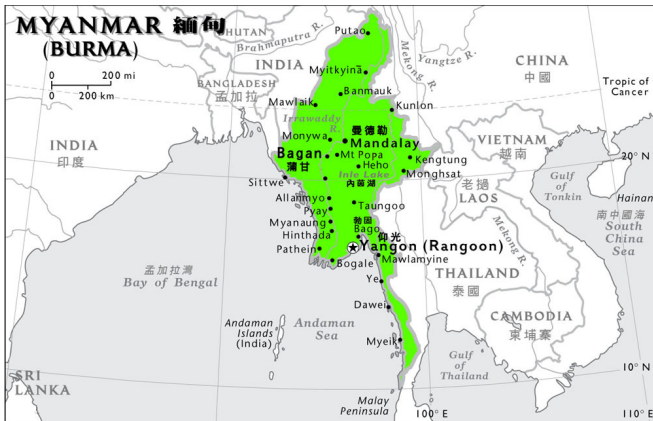 MYANMAR 緬甸
(BURMA)
0 200 mi
0 200 km
BHUTAN
Brahmaputra R.
INDIA
BANGLADESH
孟加拉
Putao
Myitkyina
Banmauk
Mawlaik
Kunlon
Irrawaddy
R.
Mekong R.
Yangtze R.
CHINA
中國
Tropic of
Cancer
INDIA
印度
Monywa
曼德勒
Mandalay
Bagan
蒲甘
Mt Popa
Heho
Inle Lake
內茵湖
Kengtung
Monghsat
VIETNAM
越南
20°N
Sittwe
Allanmyo
Pyay
Myanaung
Hinthada
Pathein
Taungoo
勃固
Bago
仰光
Yangon (Rangoon)
Bogale
Mawlamyine
Ye
Dawei
Myeik
老撾
LAOS
Gulf
of
Tonkin
Hainan
南中國海
South
China
Sea
Mekong R.
THAILAND
泰國
CAMBODIA
柬埔寨
孟加拉灣
Bay of Bengal
Andaman
Islands
(India)
Andaman
Sea
Gulf
of
Thailand
10°N
SRI
LANKA
Malay
Peninsula
100°E
110°E